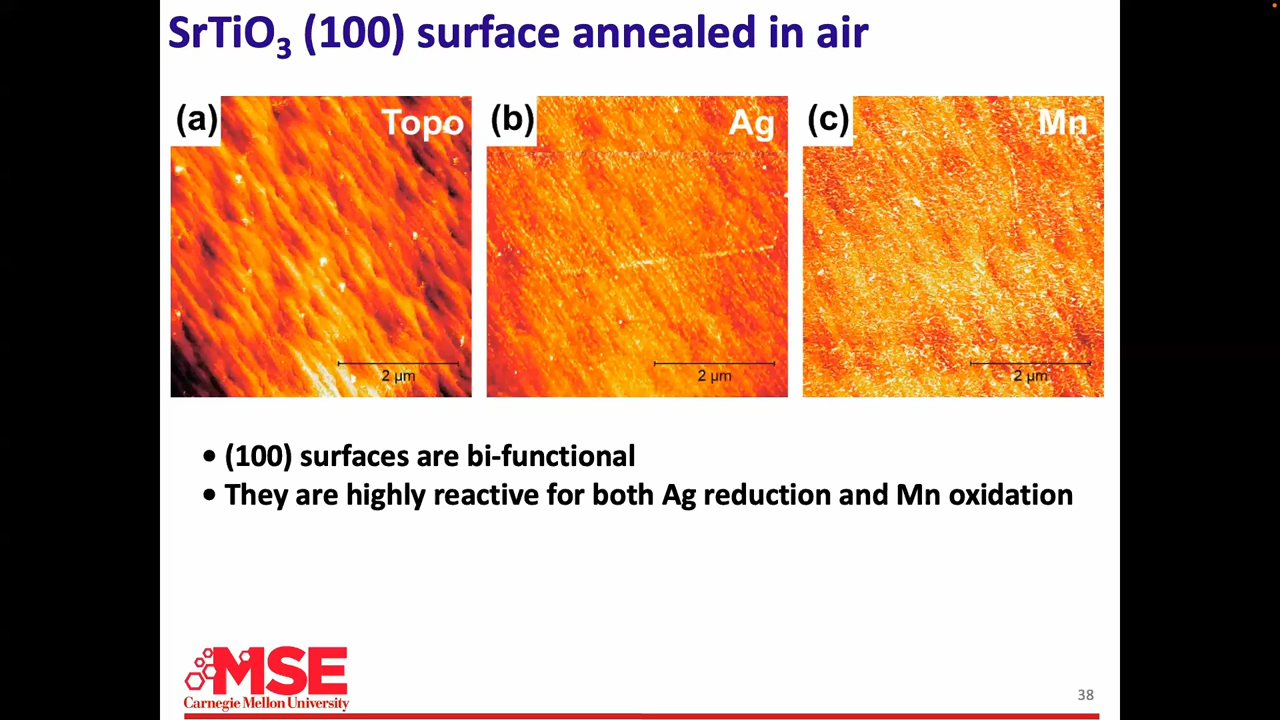 SrTiO₃ (100) surface annealed in air
(a) Topo
(b) Ag
(c) Mn
2 µm
2 µm
2 µm
• (100) surfaces are bi-functional
• They are highly reactive for both Ag reduction and Mn oxidation
MSE
Carnegie Mellon University
38